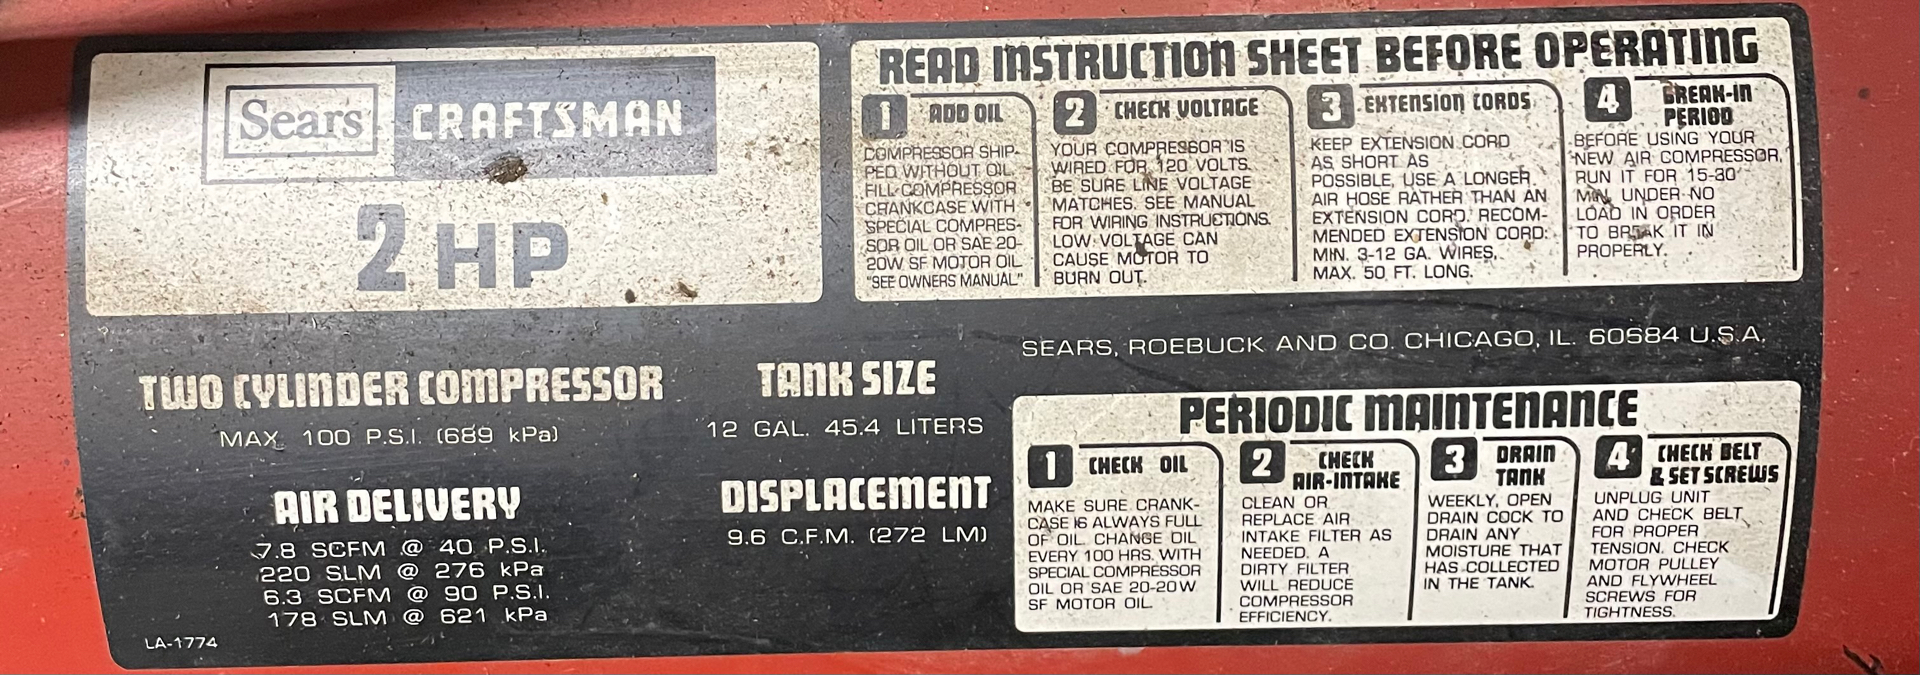 Sears CRAFTSMAN
2 HP
TWO CYLINDER COMPRESSOR
MAX. 100 P.S.I. (689 kPa)
AIR DELIVERY
7.8 SCFM @ 40 P.S.I.
220 SLM @ 276 kPa
6.3 SCFM @ 90 P.S.I.
178 SLM @ 621 kPa
LA-1774
TANK SIZE
12 GAL. 45.4 LITERS
DISPLACEMENT
9.6 C.F.M. (272 LM)
READ INSTRUCTION SHEET BEFORE OPERATING
1 ADD OIL
COMPRESSOR SHIP-
PED WITHOUT OIL.
FILL COMPRESSOR
CRANKCASE WITH
SPECIAL COMPRES-
SOR OIL OR SAE 20-
20W SF MOTOR OIL
"SEE OWNERS MANUAL"
2 CHECK VOLTAGE
YOUR COMPRESSOR IS
WIRED FOR 120 VOLTS.
BE SURE LINE VOLTAGE
MATCHES. SEE MANUAL
FOR WIRING INSTRUCTIONS.
LOW VOLTAGE CAN
CAUSE MOTOR TO
BURN OUT.
3 EXTENSION CORDS
KEEP EXTENSION CORD
AS SHORT AS
POSSIBLE, USE A LONGER
AIR HOSE RATHER THAN AN
EXTENSION CORD. RECOM-
MENDED EXTENSION CORD:
MIN. 3-12 GA. WIRES,
MAX. 50 FT. LONG.
4 BREAK-IN
PERIOD
BEFORE USING YOUR
NEW AIR COMPRESSOR,
RUN IT FOR 15-30
MIN. UNDER NO
LOAD IN ORDER
TO BREAK IT IN
PROPERLY.
SEARS, ROEBUCK AND CO. CHICAGO, IL. 60684 U.S.A.
PERIODIC MAINTENANCE
1 CHECK OIL
MAKE SURE CRANK-
CASE IS ALWAYS FULL
OF OIL. CHANGE OIL
EVERY 100 HRS. WITH
SPECIAL COMPRESSOR
OIL OR SAE 20-20W
SF MOTOR OIL
2 CHECK
AIR-INTAKE
CLEAN OR
REPLACE AIR
INTAKE FILTER AS
NEEDED. A
DIRTY FILTER
WILL REDUCE
COMPRESSOR
EFFICIENCY.
3 DRAIN
TANK
WEEKLY, OPEN
DRAIN COCK TO
DRAIN ANY
MOISTURE THAT
HAS COLLECTED
IN THE TANK.
4 CHECK BELT
& SET SCREWS
UNPLUG UNIT
AND CHECK BELT
FOR PROPER
TENSION. CHECK
MOTOR PULLEY
AND FLYWHEEL
SCREWS FOR
TIGHTNESS.